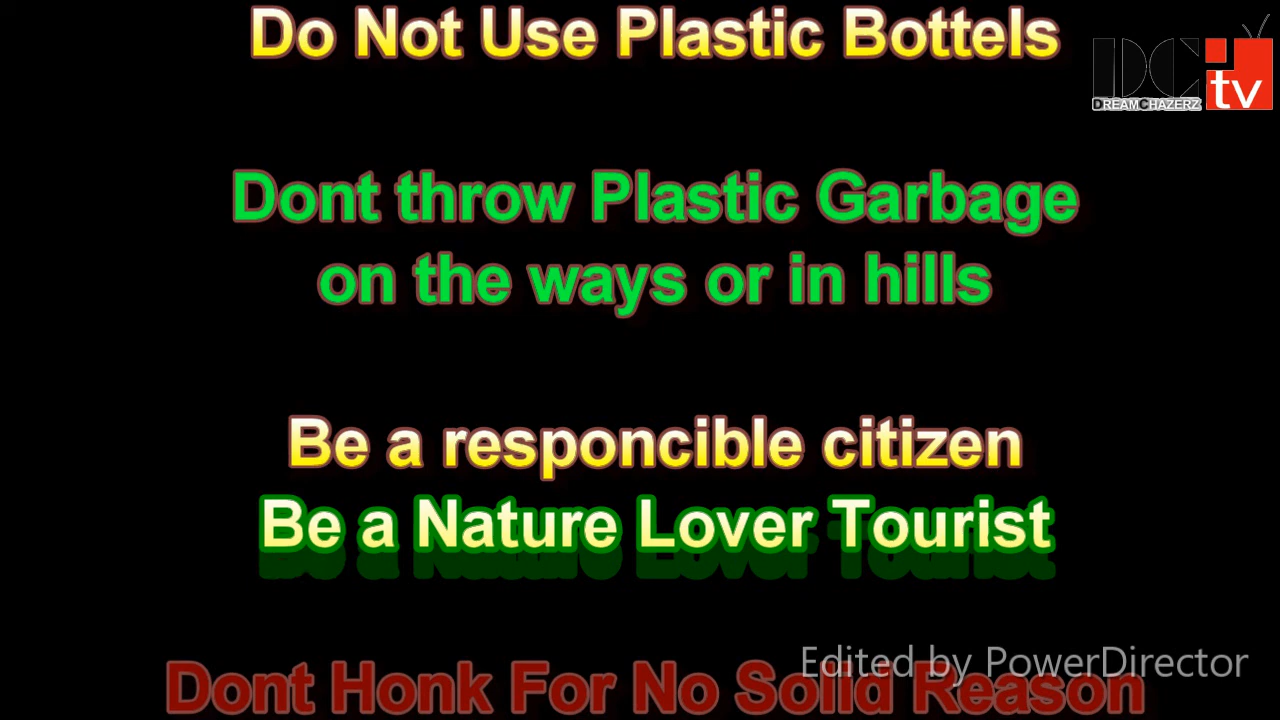 Do Not Use Plastic Bottels
DC
tv
DREAMCHAZERZ
Dont throw Plastic Garbage
on the ways or in hills
Be a responcible citizen
Be a Nature Lover Tourist
Edited by PowerDirector
Dont Honk For No Solid Reason